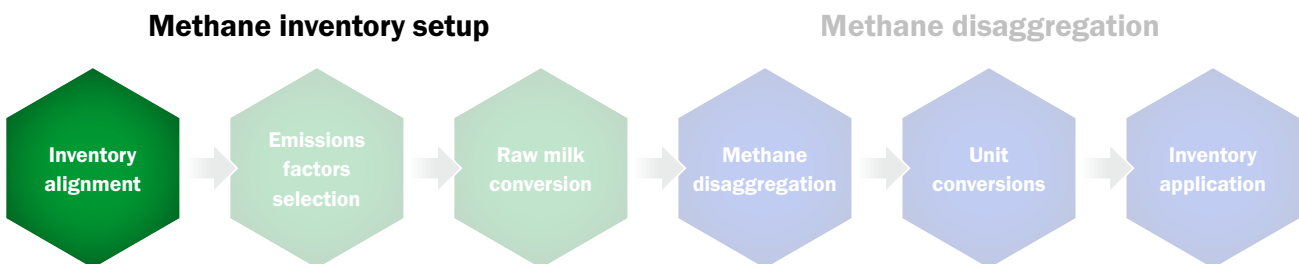 Methane inventory setup
Methane disaggregation
Inventory
alignment
Emissions
factors
selection
Raw milk
conversion
Methane
disaggregation
Unit
conversions
Inventory
application